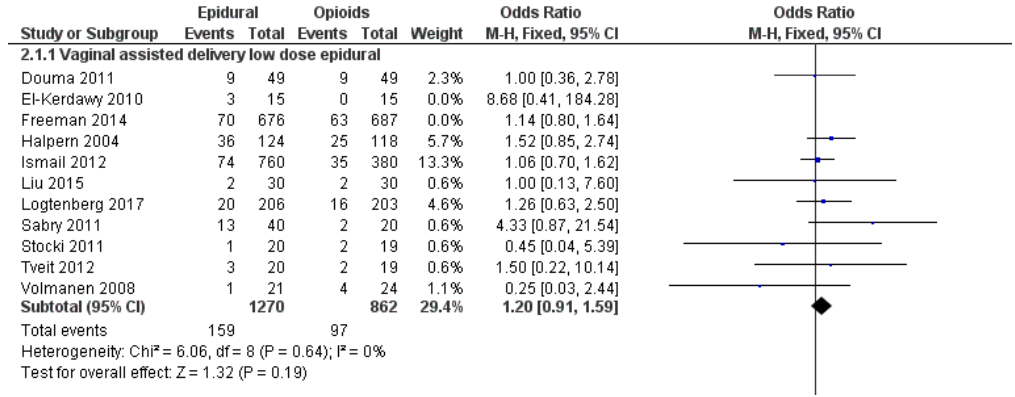 Epidural Opioids Odds Ratio Odds Ratio
Study or Subgroup Events Total Events Total Weight M-H, Fixed, 95% CI M-H, Fixed, 95% CI
2.1.1 Vaginal assisted delivery low dose epidural
Douma 2011 9 49 9 49 2.3% 1.00 [0.36, 2.78]
El-Kerdawy 2010 3 15 0 15 0.0% 8.68 [0.41, 184.28]
Freeman 2014 70 676 63 687 0.0% 1.14 [0.80, 1.64]
Halpern 2004 36 124 25 118 5.7% 1.52 [0.85, 2.74]
Ismail 2012 74 760 35 380 13.3% 1.06 [0.70, 1.62]
Liu 2015 2 30 2 30 0.6% 1.00 [0.13, 7.60]
Logtenberg 2017 20 206 16 203 4.6% 1.26 [0.63, 2.50]
Sabry 2011 13 40 2 20 0.6% 4.33 [0.87, 21.54]
Stocki 2011 1 20 2 19 0.6% 0.45 [0.04, 5.39]
Tveit 2012 3 20 2 19 0.6% 1.50 [0.22, 10.14]
Volmanen 2008 1 21 4 24 1.1% 0.25 [0.03, 2.44]
Subtotal (95% CI) 1270 862 29.4% 1.20 [0.91, 1.59]
Total events 159 97
Heterogeneity: Chi² = 6.06, df = 8 (P = 0.64); I² = 0%
Test for overall effect: Z = 1.32 (P = 0.19)